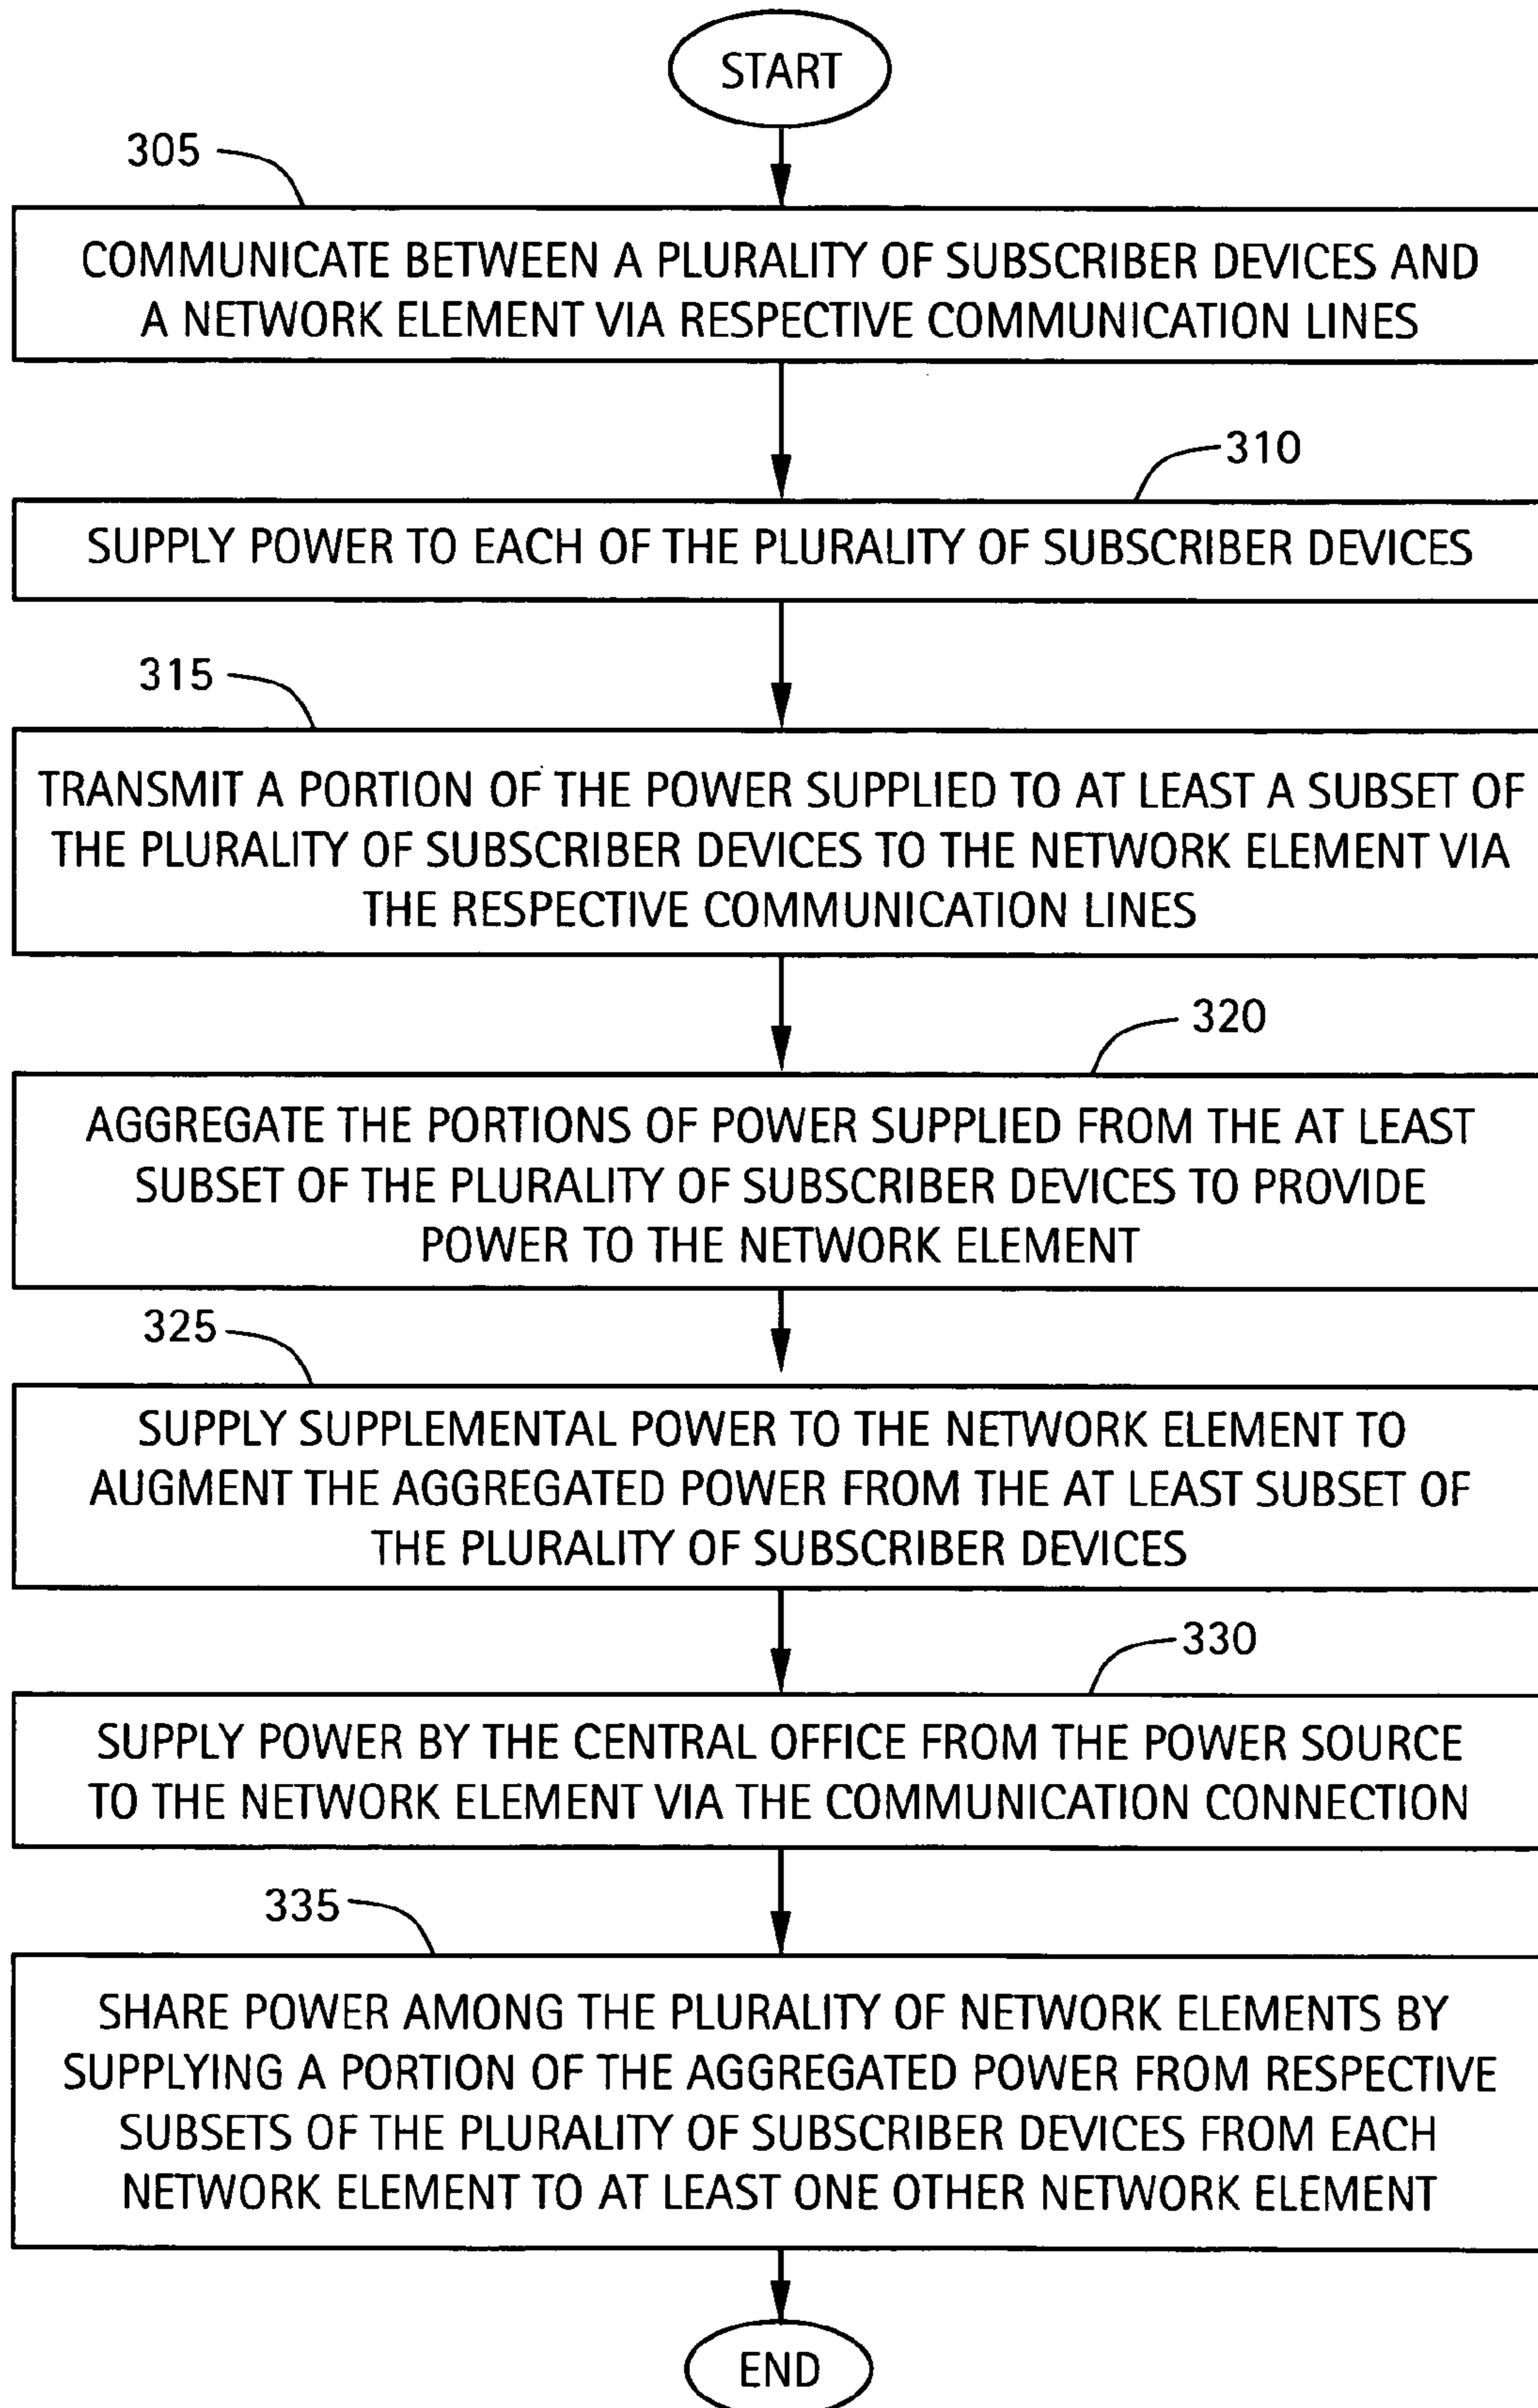 START
305
COMMUNICATE BETWEEN A PLURALITY OF SUBSCRIBER DEVICES AND
A NETWORK ELEMENT VIA RESPECTIVE COMMUNICATION LINES
310
SUPPLY POWER TO EACH OF THE PLURALITY OF SUBSCRIBER DEVICES
315
TRANSMIT A PORTION OF THE POWER SUPPLIED TO AT LEAST A SUBSET OF
THE PLURALITY OF SUBSCRIBER DEVICES TO THE NETWORK ELEMENT VIA
THE RESPECTIVE COMMUNICATION LINES
320
AGGREGATE THE PORTIONS OF POWER SUPPLIED FROM THE AT LEAST
SUBSET OF THE PLURALITY OF SUBSCRIBER DEVICES TO PROVIDE
POWER TO THE NETWORK ELEMENT
325
SUPPLY SUPPLEMENTAL POWER TO THE NETWORK ELEMENT TO
AUGMENT THE AGGREGATED POWER FROM THE AT LEAST SUBSET OF
THE PLURALITY OF SUBSCRIBER DEVICES
330
SUPPLY POWER BY THE CENTRAL OFFICE FROM THE POWER SOURCE
TO THE NETWORK ELEMENT VIA THE COMMUNICATION CONNECTION
335
SHARE POWER AMONG THE PLURALITY OF NETWORK ELEMENTS BY
SUPPLYING A PORTION OF THE AGGREGATED POWER FROM RESPECTIVE
SUBSETS OF THE PLURALITY OF SUBSCRIBER DEVICES FROM EACH
NETWORK ELEMENT TO AT LEAST ONE OTHER NETWORK ELEMENT
END